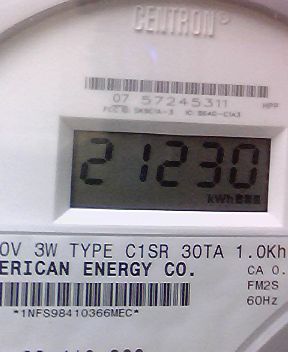 CENTRON®
07 57245311
21230
kWh
0V 3W TYPE C1SR 30TA 1.0Kh
ERICAN ENERGY CO.
CA 0.
FM2S
60Hz
*1NFS98410366MEC*